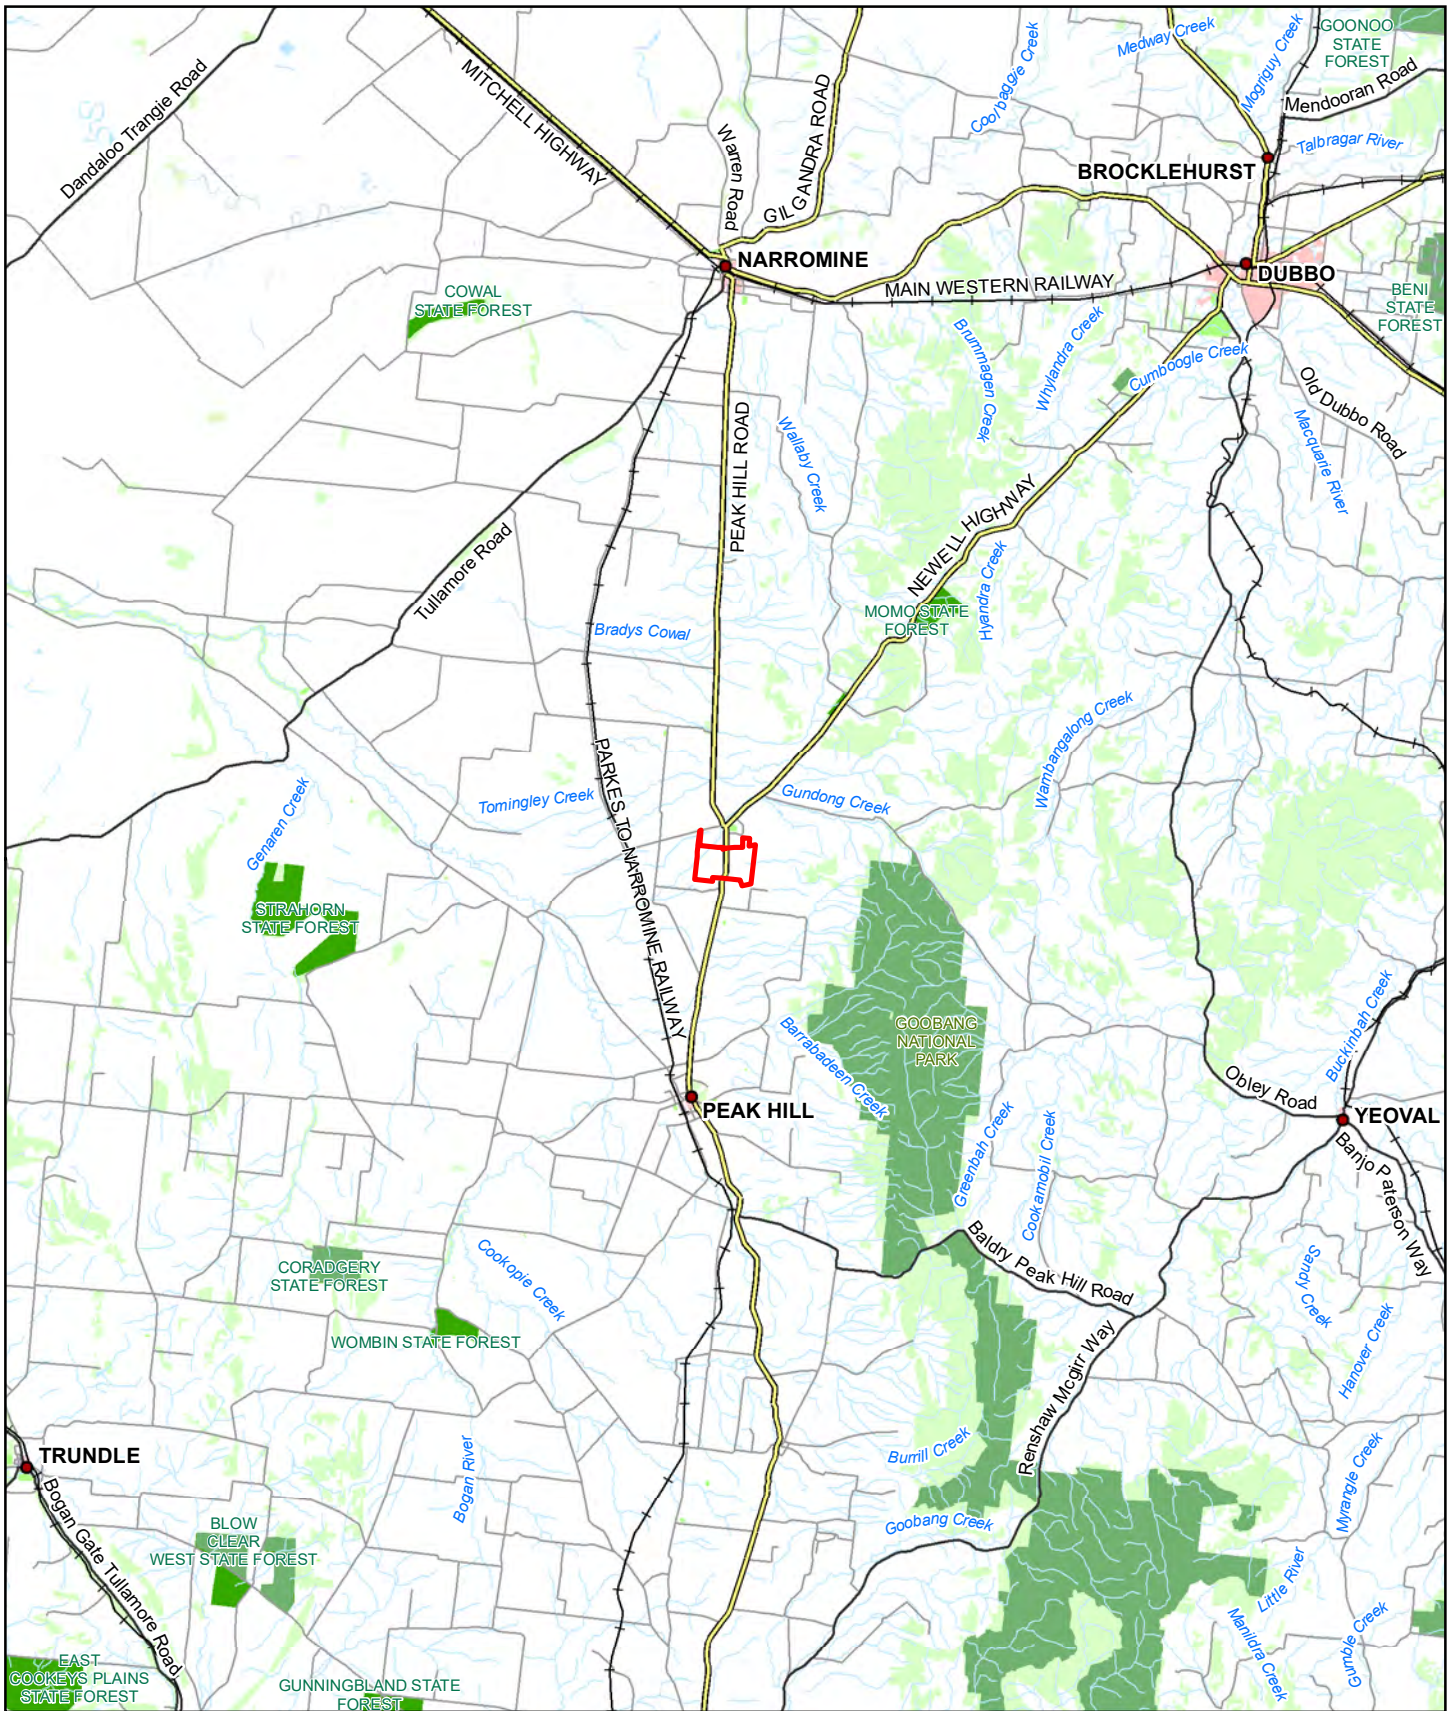 GOONOO
STATE
FOREST
Medway Creek
Mogriguy Creek
Coolbaggie Creek
Mendooran Road
Talbragar River
Dandaloo Trangie Road
MITCHELL HIGHWAY
Warren Road
GILGANDRA ROAD
BROCKLEHURST
NARROMINE
DUBBO
MAIN WESTERN RAILWAY
COWAL
STATE FOREST
BENI
STATE
FOREST
Brummagen Creek
Whylandra Creek
Cumboogle Creek
Old Dubbo Road
Macquarie River
PEAK HILL ROAD
Wallaby Creek
NEWELL HIGHWAY
Tullamore Road
Hyandra Creek
MOMO STATE
FOREST
Bradys Cowal
Wambangalong Creek
PARKES TO NARROMINE RAILWAY
Tomingley Creek
Gundong Creek
Genaren Creek
STRAHORN
STATE FOREST
GOOBANG
NATIONAL
PARK
Barrabadeen Creek
Buckinbah Creek
Obley Road
PEAK HILL
YEOVAL
Greenbah Creek
Cookamobil Creek
Banjo Paterson Way
Baldry Peak Hill Road
Cookopie Creek
CORADGERY
STATE FOREST
Sandy Creek
WOMBIN STATE FOREST
Hanover Creek
Renshaw Mcgirr Way
TRUNDLE
Bogan River
Burrill Creek
Myrangle Creek
Goobang Creek
Bogan Gate Tullamore Road
BLOW
CLEAR
WEST STATE FOREST
Little River
Manildra Creek
Gumble Creek
EAST
COOKEYS PLAINS
STATE FOREST
GUNNINGBLAND STATE
FOREST